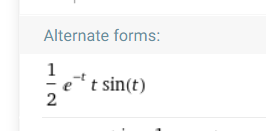 Alternate forms:
1/2 e^-t t sin(t)